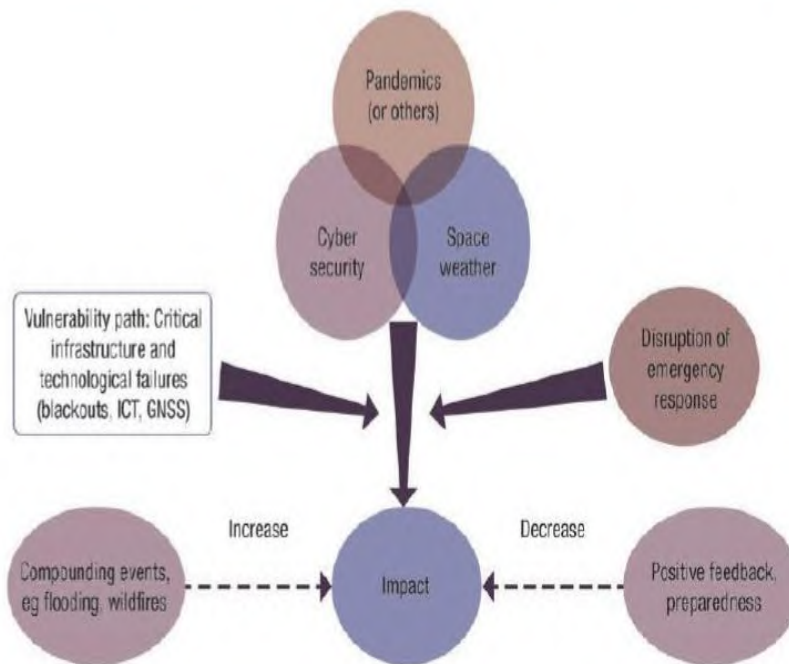 Pandemics
(or others)
Cyber
security
Space
weather
Vulnerability path: Critical
infrastructure and
technological failures
(blackouts, ICT, GNSS)
Disruption of
emergency
response
Increase
Decrease
Compounding events,
eg flooding, wildfires
Impact
Positive feedback,
preparedness